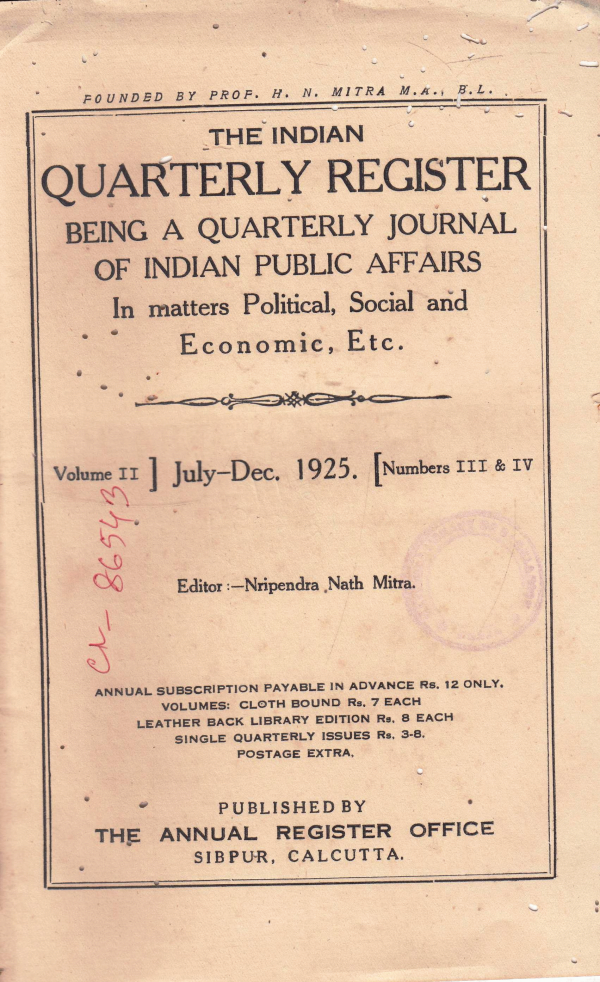 FOUNDED BY PROF. H. N. MITRA M.A., B.L.
THE INDIAN
QUARTERLY REGISTER
BEING A QUARTERLY JOURNAL
OF INDIAN PUBLIC AFFAIRS
In matters Political, Social and
Economic, Etc.
Volume II ] July–Dec. 1925. [Numbers III & IV
Editor :—Nripendra Nath Mitra.
ANNUAL SUBSCRIPTION PAYABLE IN ADVANCE Rs. 12 ONLY.
VOLUMES: CLOTH BOUND Rs. 7 EACH
LEATHER BACK LIBRARY EDITION Rs. 8 EACH
SINGLE QUARTERLY ISSUES Rs. 3-8.
POSTAGE EXTRA.
PUBLISHED BY
THE ANNUAL REGISTER OFFICE
SIBPUR, CALCUTTA.
86543